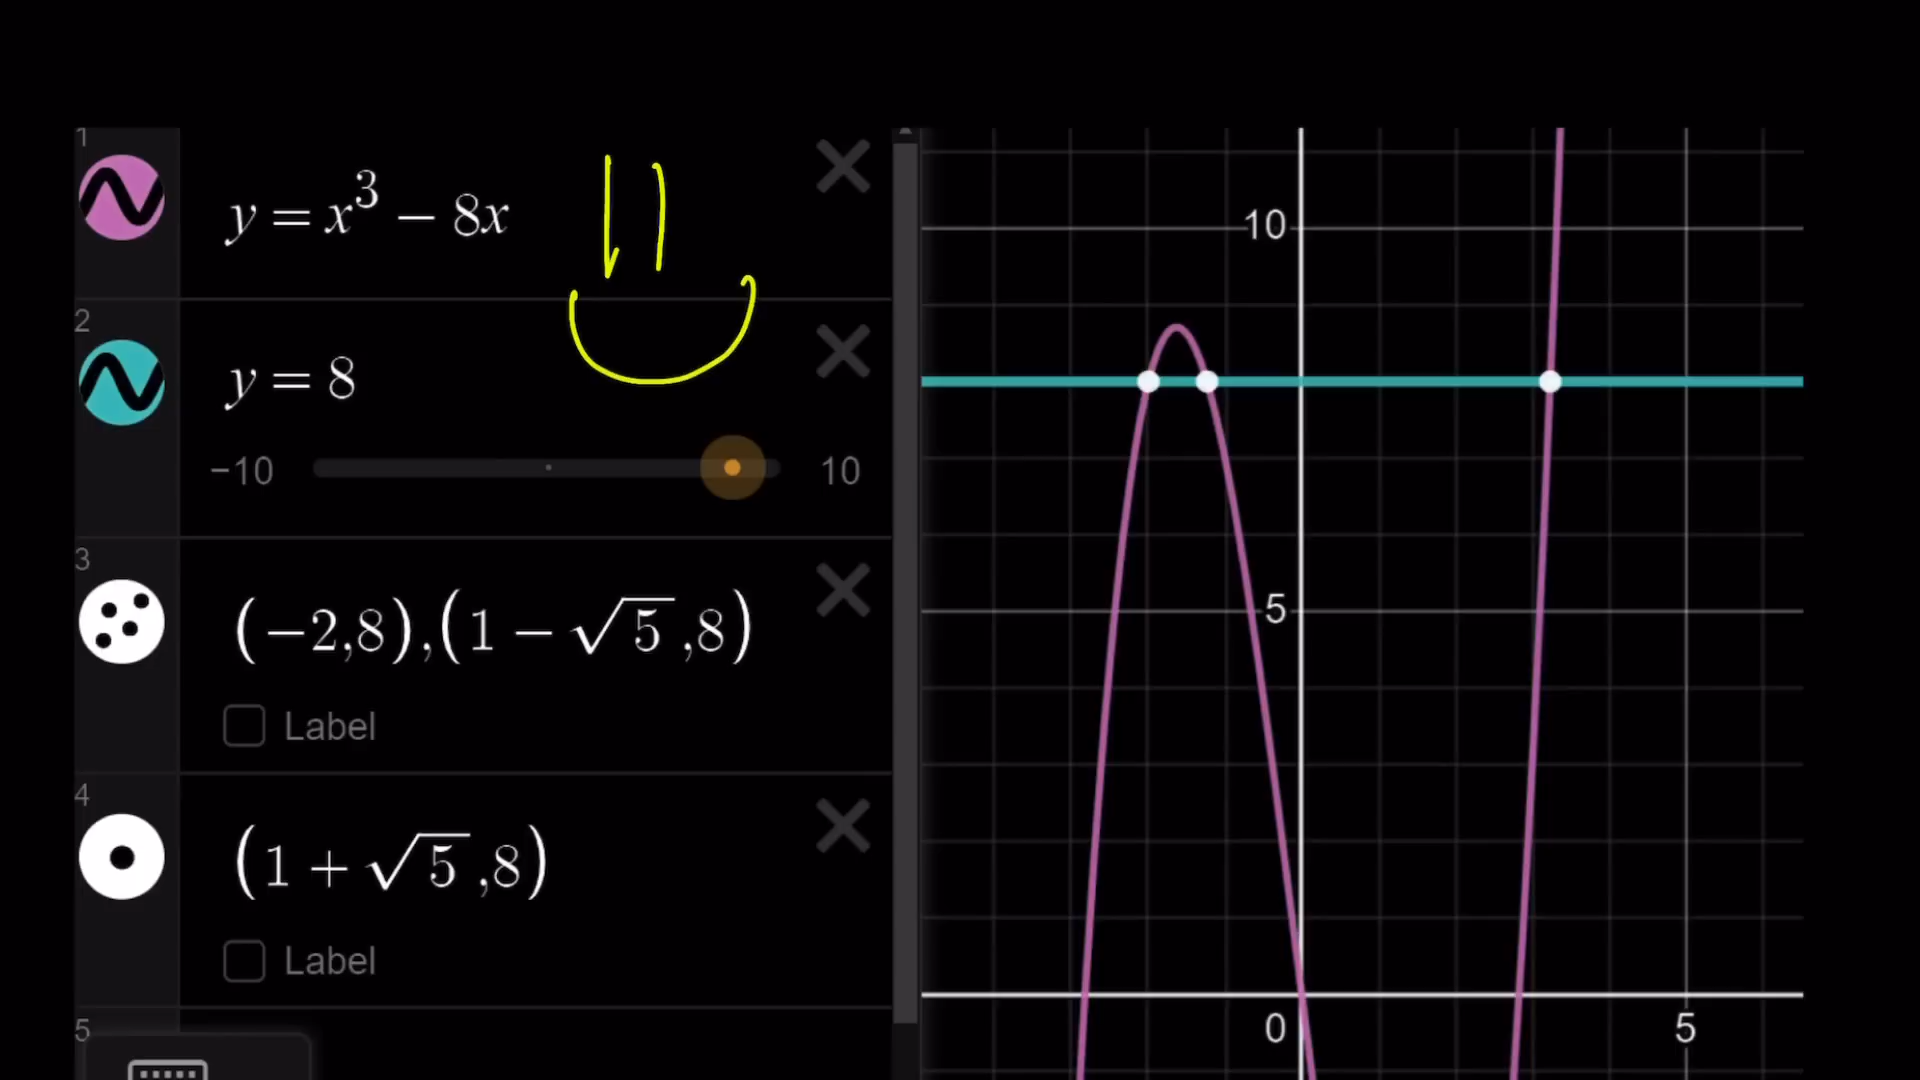 1
y = x³ − 8x
2
y = 8
−10 10
3
(−2,8),(1 − √5 ,8)
Label
4
(1 + √5 ,8)
Label
5
10
5
0 5